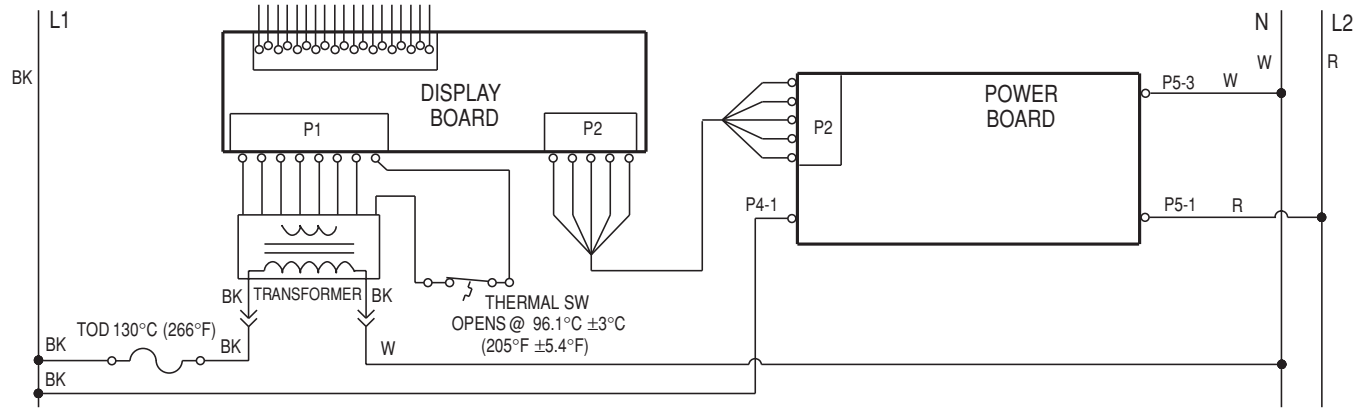 L1
N
L2
BK
W
R
DISPLAY
BOARD
POWER
BOARD
P5-3
W
P1
P2
P2
P4-1
P5-1
R
BK
TRANSFORMER
BK
THERMAL SW
OPENS @ 96.1°C ±3°C
(205°F ±5.4°F)
TOD 130°C (266°F)
BK
BK
W
BK